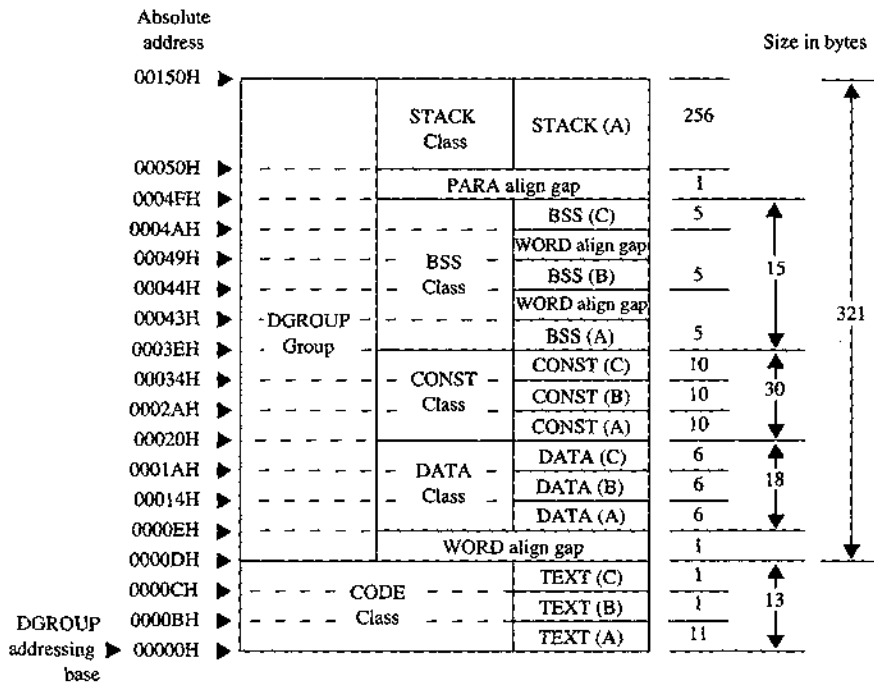 Absolute
address
Size in bytes
00150H
STACK
Class
STACK (A)
256
00050H
PARA align gap
1
0004FH
BSS (C)
5
0004AH
WORD align gap
00049H
BSS
Class
BSS (B)
5
15
00044H
WORD align gap
00043H
DGROUP
Group
BSS (A)
5
321
0003EH
CONST (C)
10
00034H
CONST
Class
CONST (B)
10
30
0002AH
CONST (A)
10
00020H
DATA (C)
6
0001AH
DATA
Class
DATA (B)
6
18
00014H
DATA (A)
6
0000EH
WORD align gap
1
0000DH
TEXT (C)
1
0000CH
CODE
Class
TEXT (B)
1
13
0000BH
TEXT (A)
11
DGROUP
addressing
base
00000H